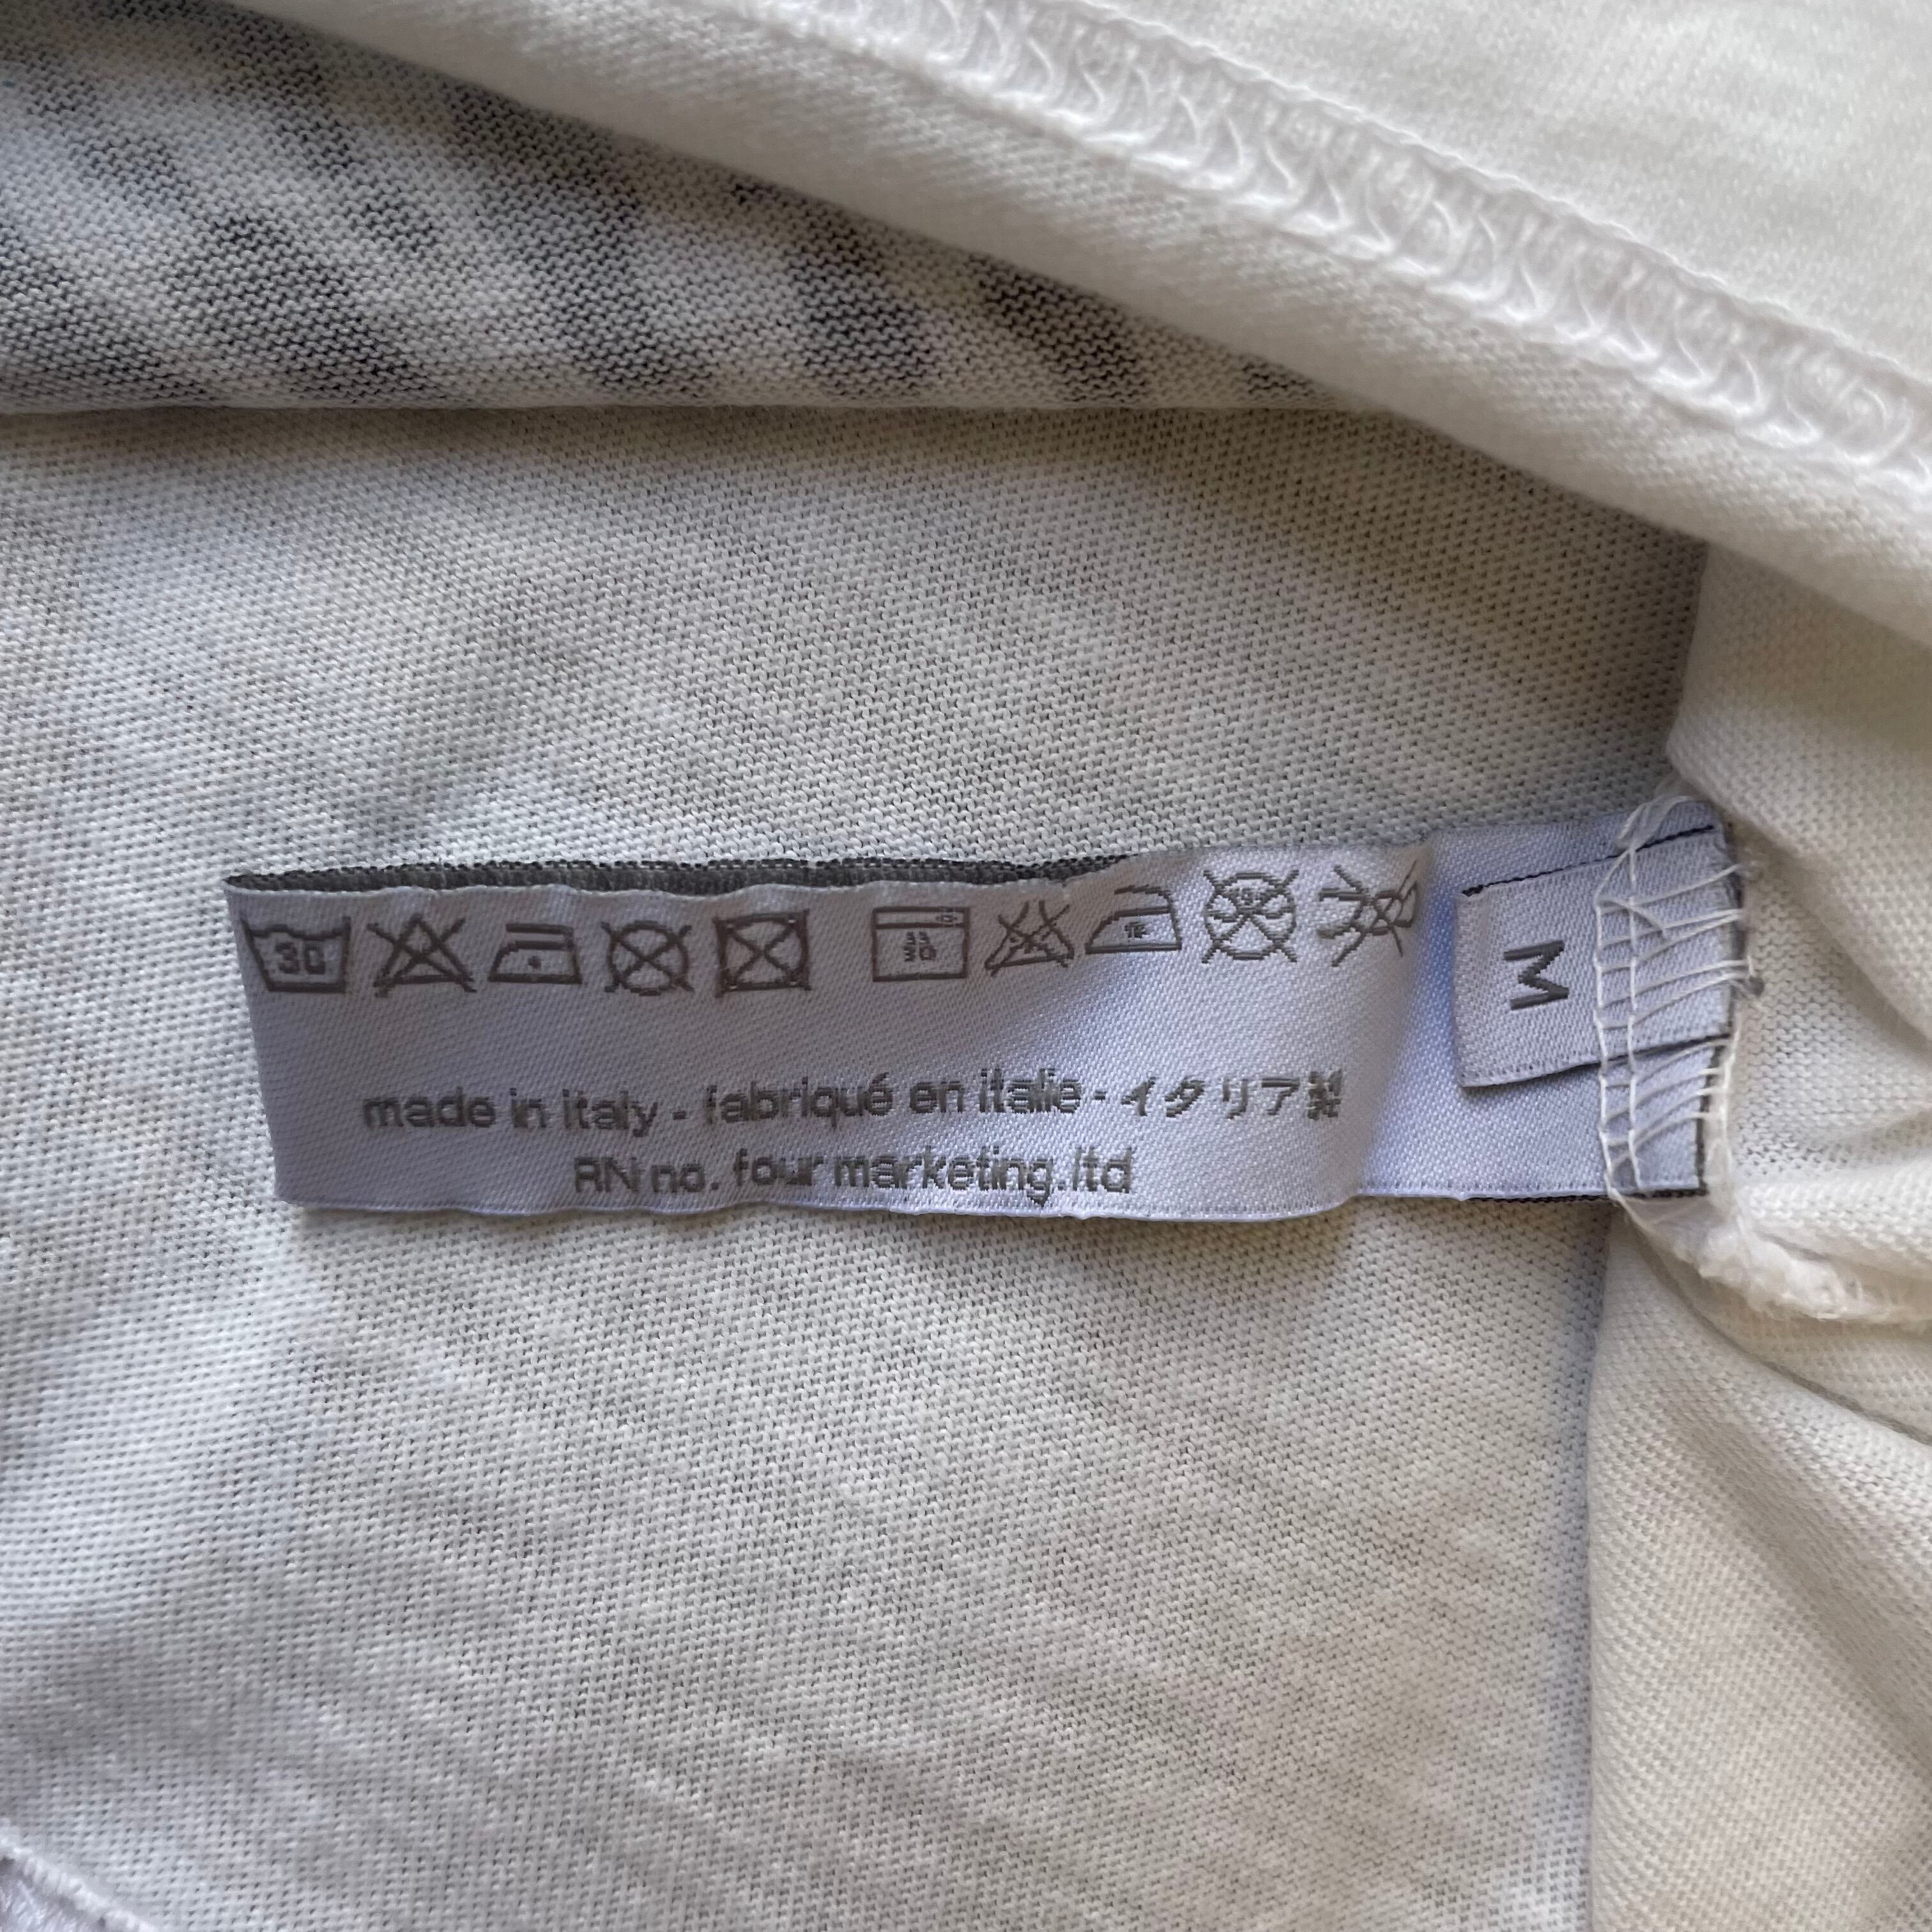 30
made in italy - fabriqué en italie - イタリア製
RN no. four marketing.ltd
M